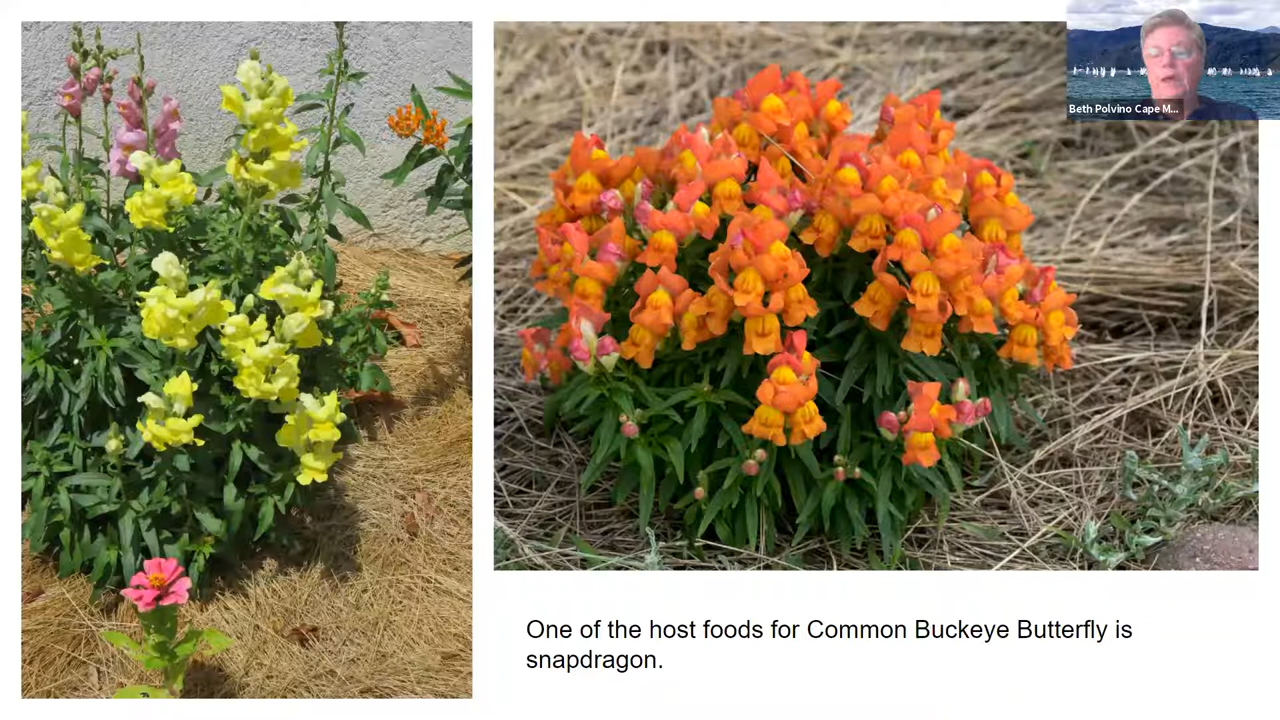 Beth Polvino Cape M...
One of the host foods for Common Buckeye Butterfly is
snapdragon.